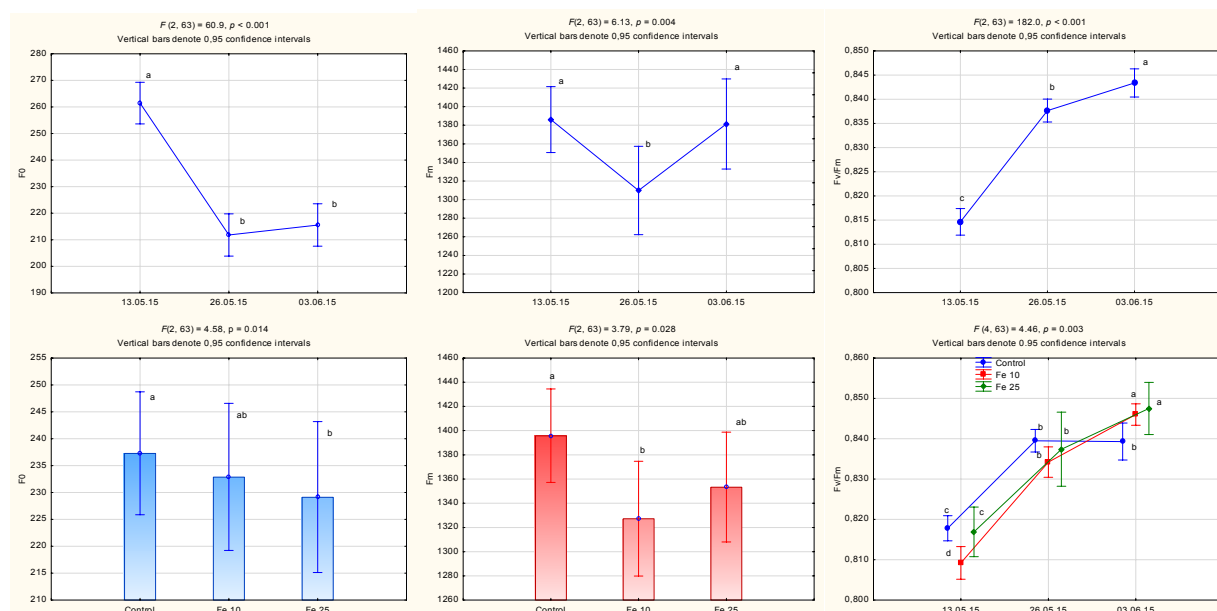 F (2, 63) = 60.9, p < 0.001
Vertical bars denote 0,95 confidence intervals
280
270
260
250
240
230
220
210
200
190
F0
a
b
b
13.05.15 26.05.15 03.06.15
F(2, 63) = 6.13, p = 0.004
Vertical bars denote 0,95 confidence intervals
1460
1440
1420
1400
1380
1360
1340
1320
1300
1280
1260
1240
1220
1200
Fm
a
b
a
13.05.15 26.05.15 03.06.15
F(2, 63) = 182.0, p < 0.001
Vertical bars denote 0,95 confidence intervals
0,850
0,845
0,840
0,835
0,830
0,825
0,820
0,815
0,810
0,805
0,800
Fv/Fm
c
b
a
13.05.15 26.05.15 03.06.15
F(2, 63) = 4.58, p = 0.014
Vertical bars denote 0,95 confidence intervals
255
250
245
240
235
230
225
220
215
210
F0
a
ab
b
Control Fe 10 Fe 25
F(2, 63) = 3.79, p = 0.028
Vertical bars denote 0,95 confidence intervals
1460
1440
1420
1400
1380
1360
1340
1320
1300
1280
1260
Fm
a
b
ab
Control Fe 10 Fe 25
F (4, 63) = 4.46, p = 0.003
Vertical bars denote 0.95 confidence intervals
Control
Fe 10
Fe 25
0,860
0,850
0,840
0,830
0,820
0,810
0,800
Fv/Fm
c
d
c
b
b
b
a
a
b
13.05.15 26.05.15 03.06.15